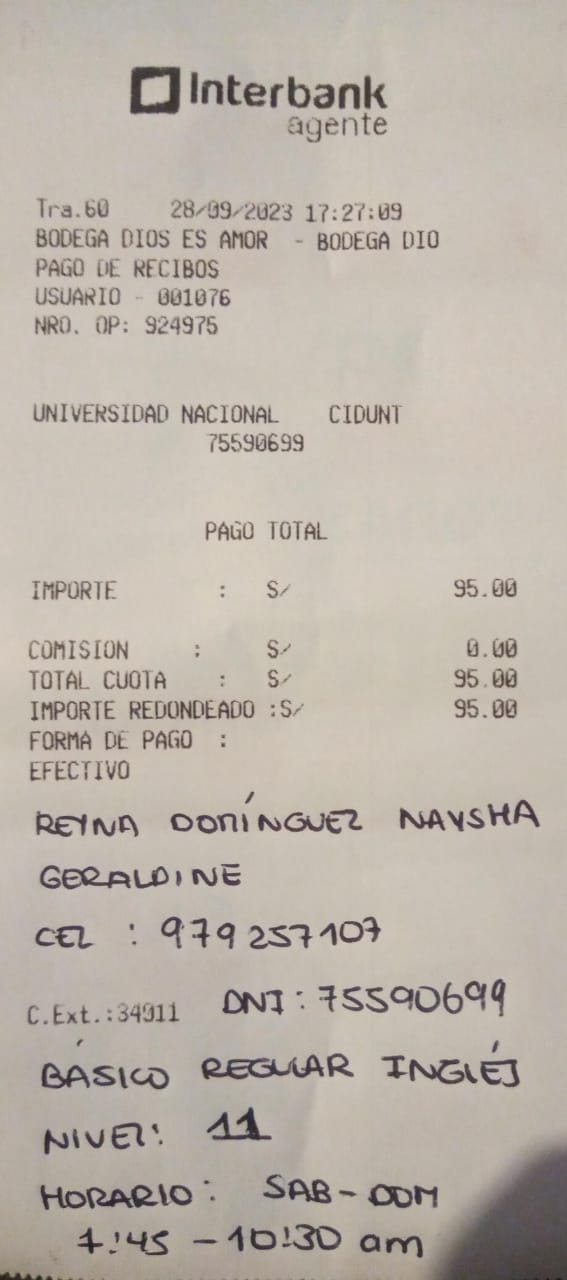 Interbank
agente
Tra.60 28/09/2023 17:27:09
BODEGA DIOS ES AMOR - BODEGA DIO
PAGO DE RECIBOS
USUARIO - 001076
NRO. OP: 924975
UNIVERSIDAD NACIONAL CIDUNT
75590699
PAGO TOTAL
IMPORTE : S/ 95.00
COMISION : S/ 0.00
TOTAL CUOTA : S/ 95.00
IMPORTE REDONDEADO :S/ 95.00
FORMA DE PAGO :
EFECTIVO
REYNA DOMÍNGUEZ NAYSHA
GERALDINE
CEL : 979257107
C.Ext.:34911 DNI: 75590699
BÁSICO REGULAR INGLÉS
NIVEL: 11
HORARIO: SAB-DOM
7:45 - 10:30 am